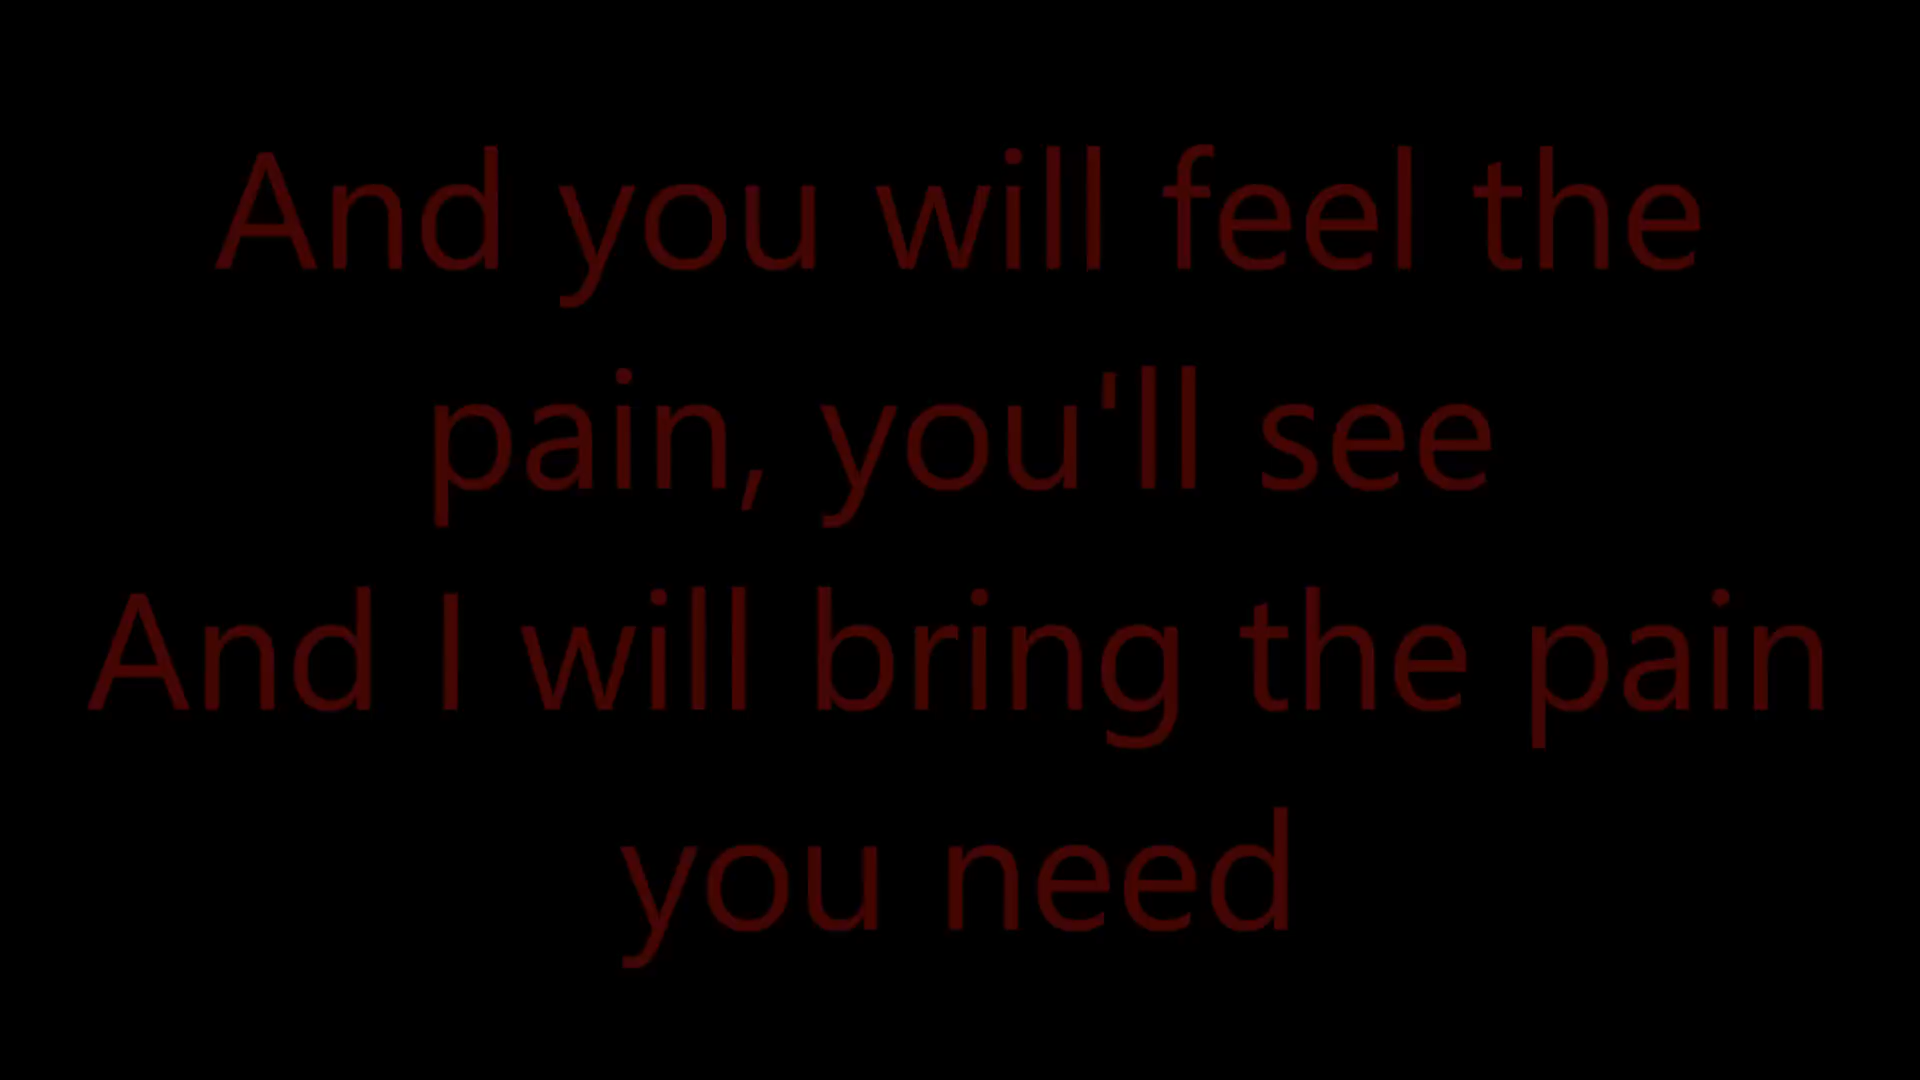 And you will feel the
pain, you'll see
And I will bring the pain
you need